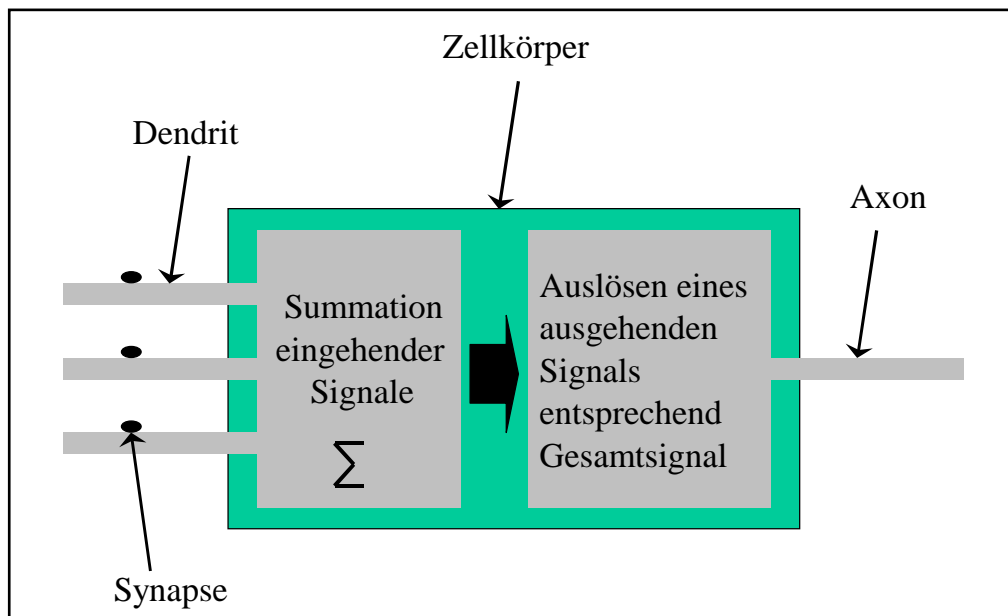 Zellkörper
Dendrit
Axon
Summation
eingehender
Signale
∑
Auslösen eines
ausgehenden
Signals
entsprechend
Gesamtsignal
Synapse